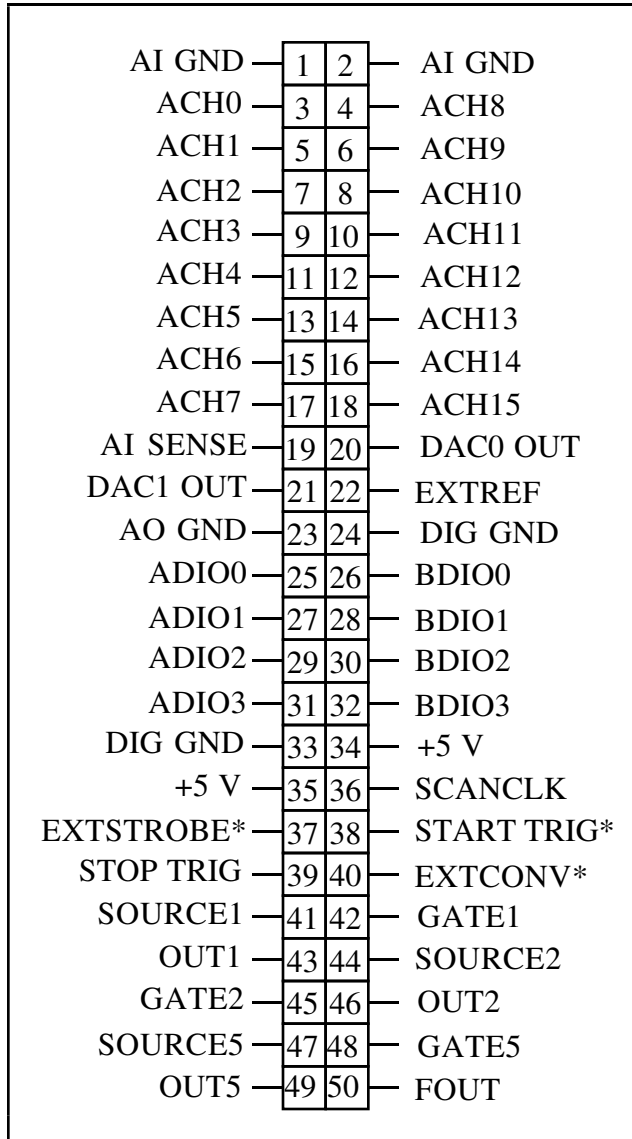 AI GND 1 2 AI GND
ACH0 3 4 ACH8
ACH1 5 6 ACH9
ACH2 7 8 ACH10
ACH3 9 10 ACH11
ACH4 11 12 ACH12
ACH5 13 14 ACH13
ACH6 15 16 ACH14
ACH7 17 18 ACH15
AI SENSE 19 20 DAC0 OUT
DAC1 OUT 21 22 EXTREF
AO GND 23 24 DIG GND
ADIO0 25 26 BDIO0
ADIO1 27 28 BDIO1
ADIO2 29 30 BDIO2
ADIO3 31 32 BDIO3
DIG GND 33 34 +5 V
+5 V 35 36 SCANCLK
EXTSTROBE* 37 38 START TRIG*
STOP TRIG 39 40 EXTCONV*
SOURCE1 41 42 GATE1
OUT1 43 44 SOURCE2
GATE2 45 46 OUT2
SOURCE5 47 48 GATE5
OUT5 49 50 FOUT